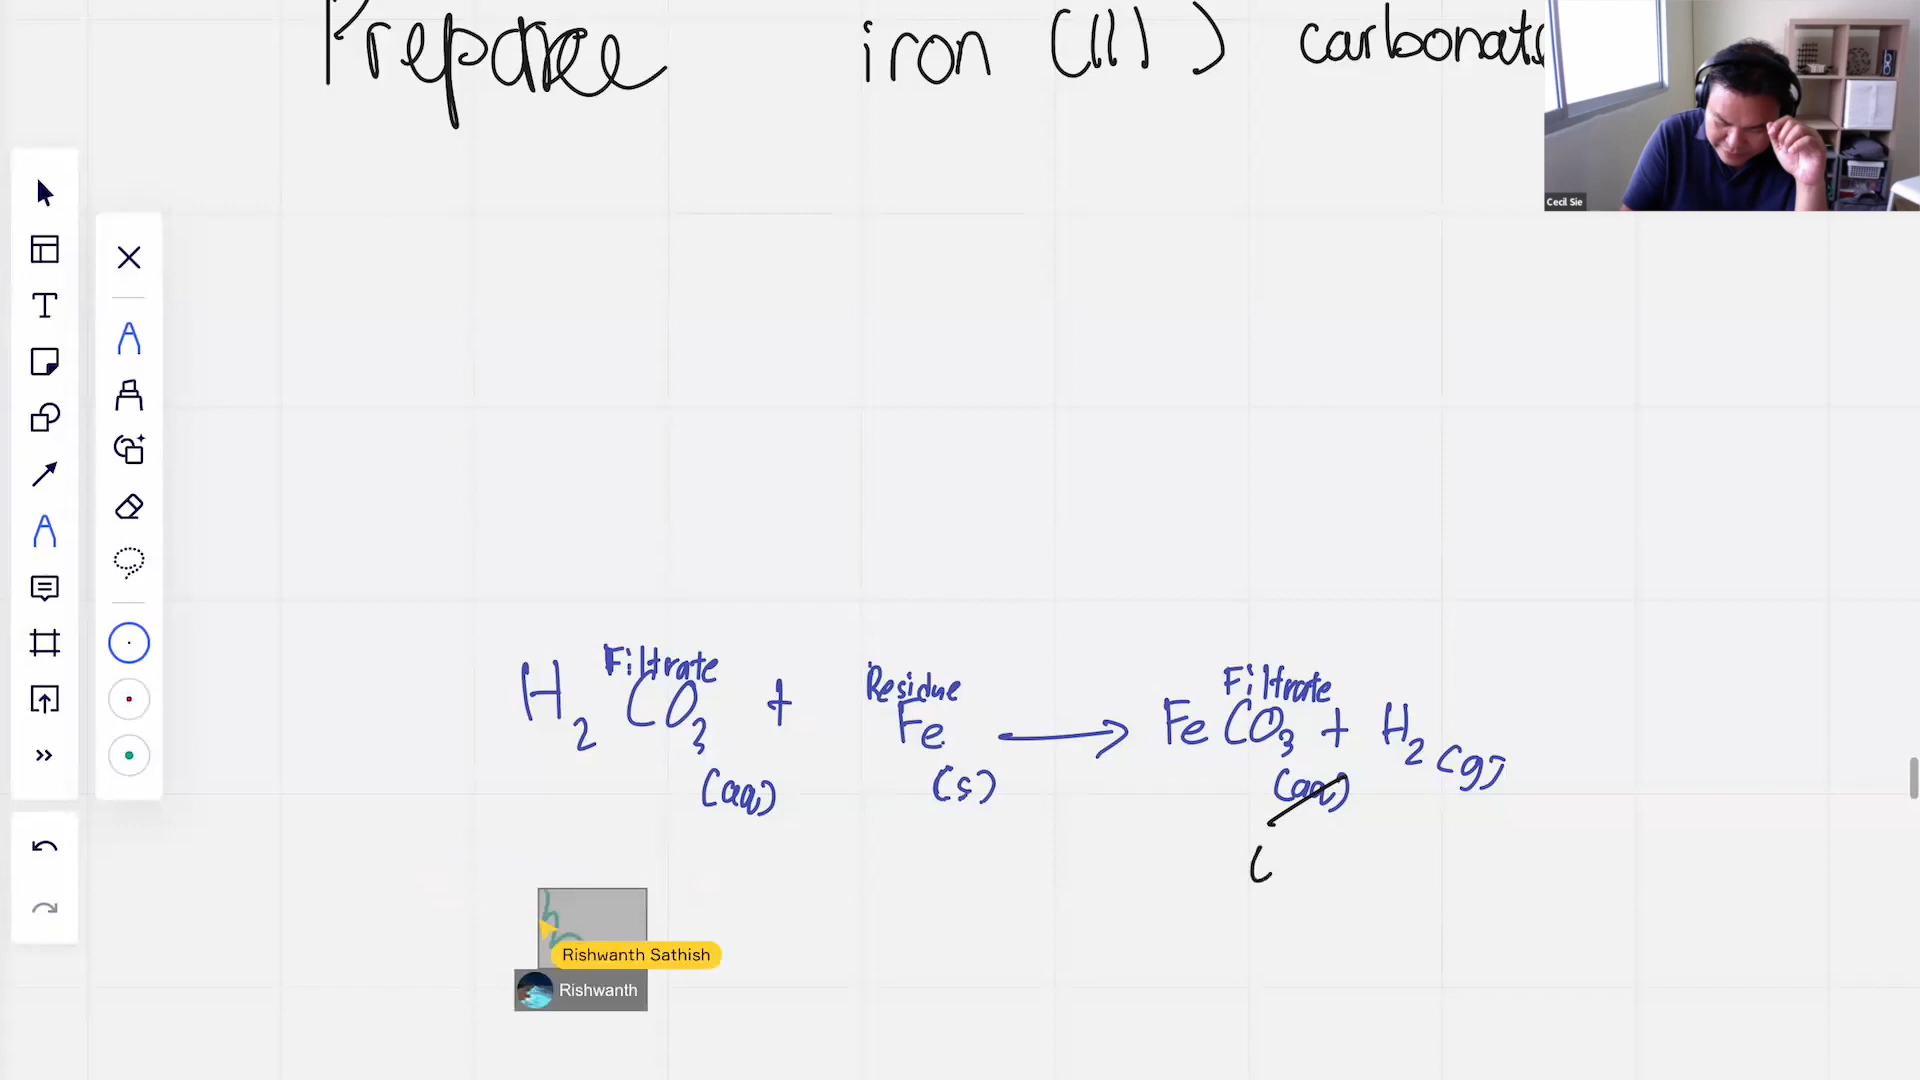 Prepare iron (II) carbonate
Cecil Sie
Filtrate Residue Filtrate
H2CO3 + Fe → FeCO3 + H2(g)
(aq) (s) (aq)
(
Rishwanth Sathish
Rishwanth